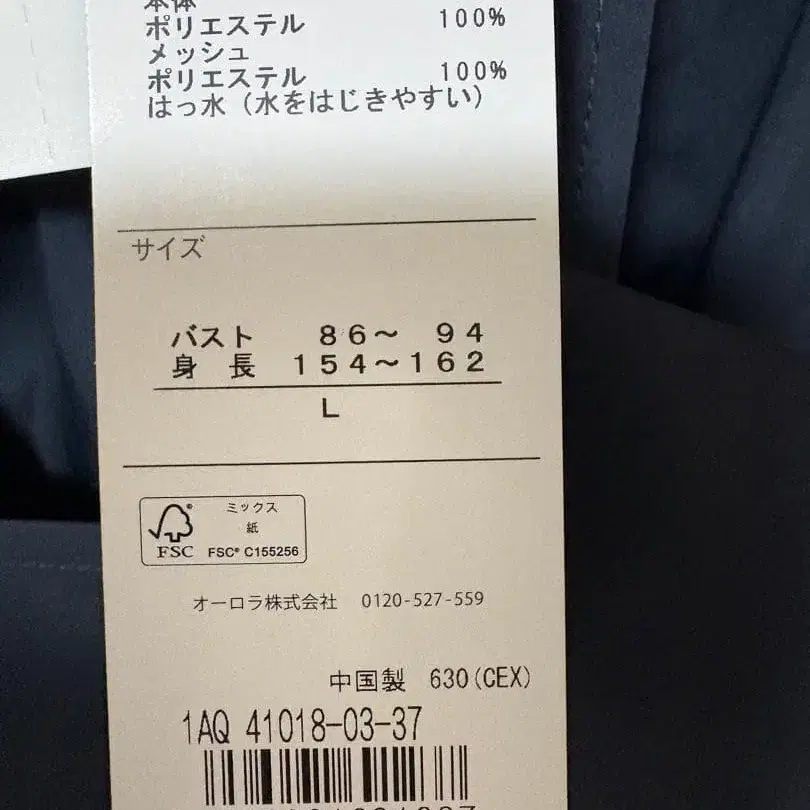 本体
ポリエステル 100%
メッシュ
ポリエステル 100%
はっ水（水をはじきやすい）
サイズ
バスト 86～ 94
身 長 154～162
L
ミックス
紙
FSC® C155256
FSC
オーロラ株式会社 0120-527-559
中国製 630(CEX)
1AQ 41018-03-37